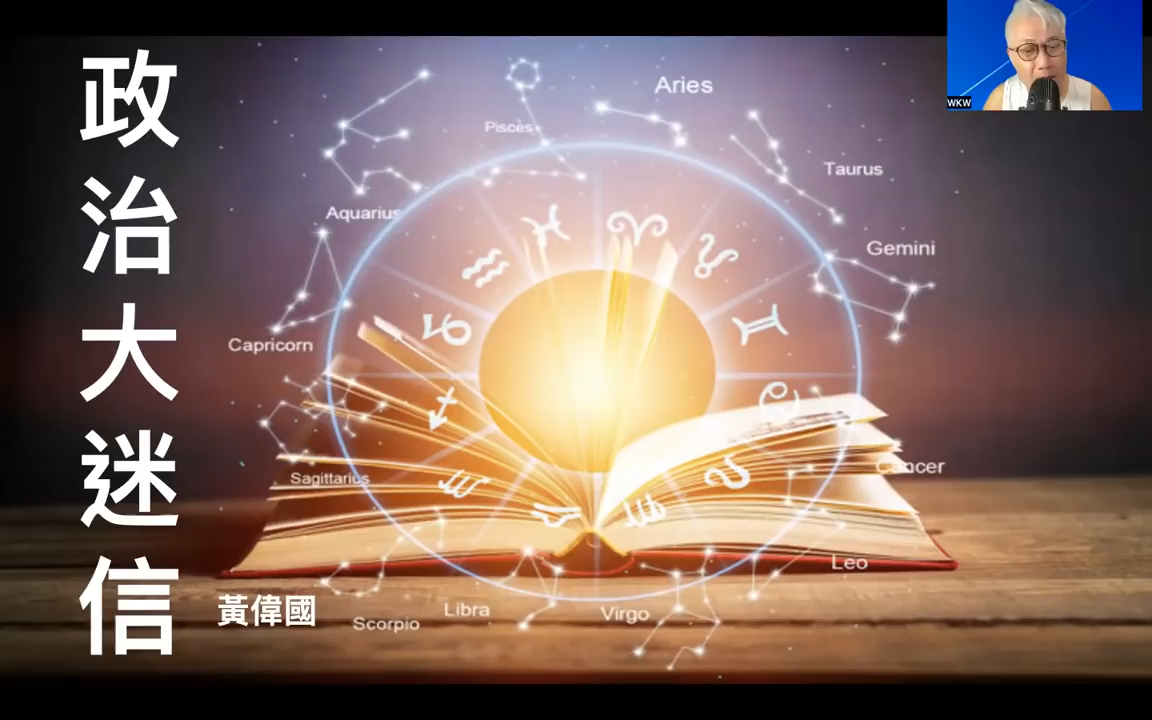 政治大迷信
黃偉國
WKW
Aries
Pisces
Taurus
Aquarius
Gemini
Capricorn
Cancer
Sagittarius
Leo
Libra
Virgo
Scorpio